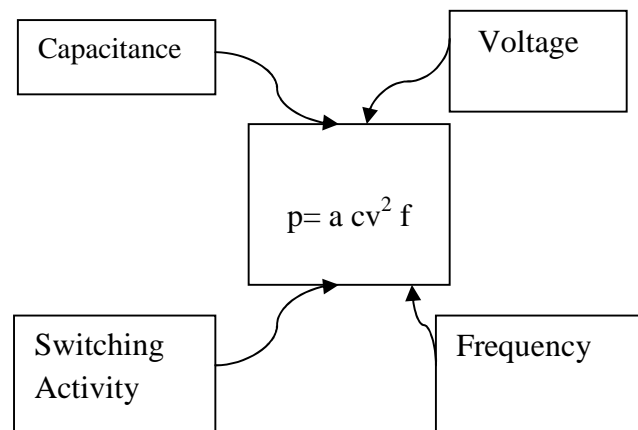 Capacitance
Voltage
p= a cv² f
Switching
Activity
Frequency